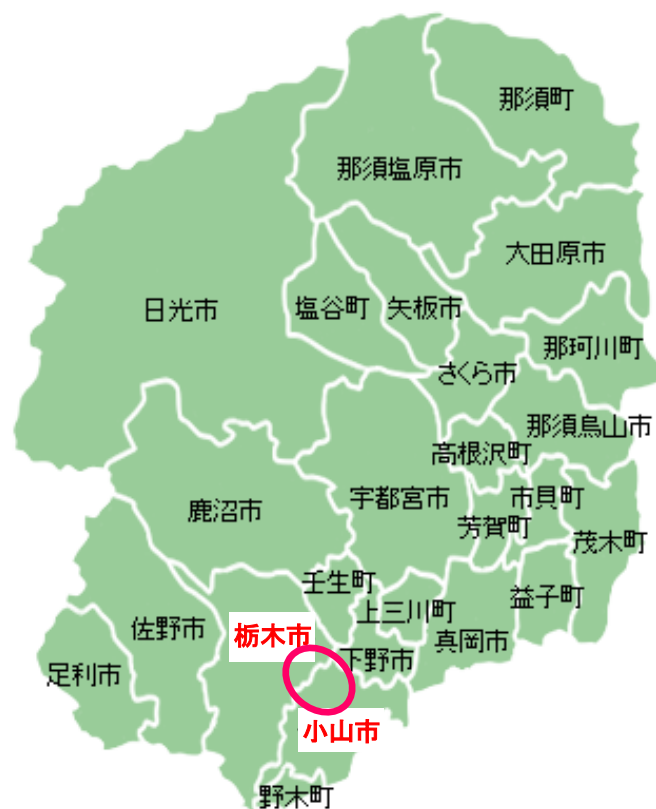 那須町
那須塩原市
大田原市
日光市
塩谷町
矢板市
那珂川町
さくら市
那須烏山市
高根沢町
鹿沼市
宇都宮市
芳賀町
市貝町
茂木町
壬生町
上三川町
益子町
佐野市
栃木市
下野市
真岡市
足利市
小山市
野木町